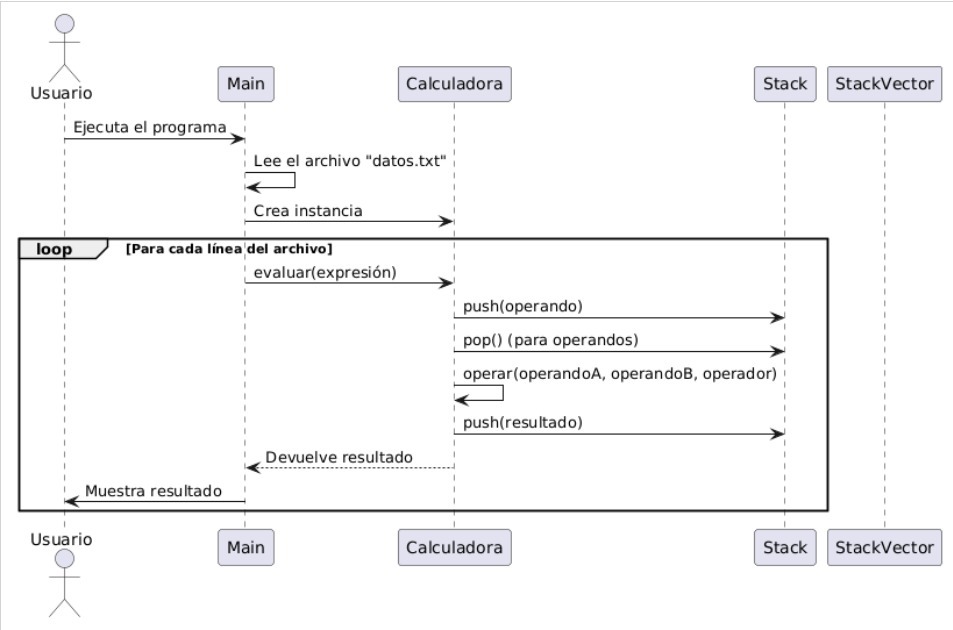 Usuario
Main
Calculadora
Stack
StackVector
Ejecuta el programa
Lee el archivo "datos.txt"
Crea instancia
loop [Para cada línea del archivo]
evaluar(expresión)
push(operando)
pop() (para operandos)
operar(operandoA, operandoB, operador)
push(resultado)
Devuelve resultado
Muestra resultado
Usuario
Main
Calculadora
Stack
StackVector